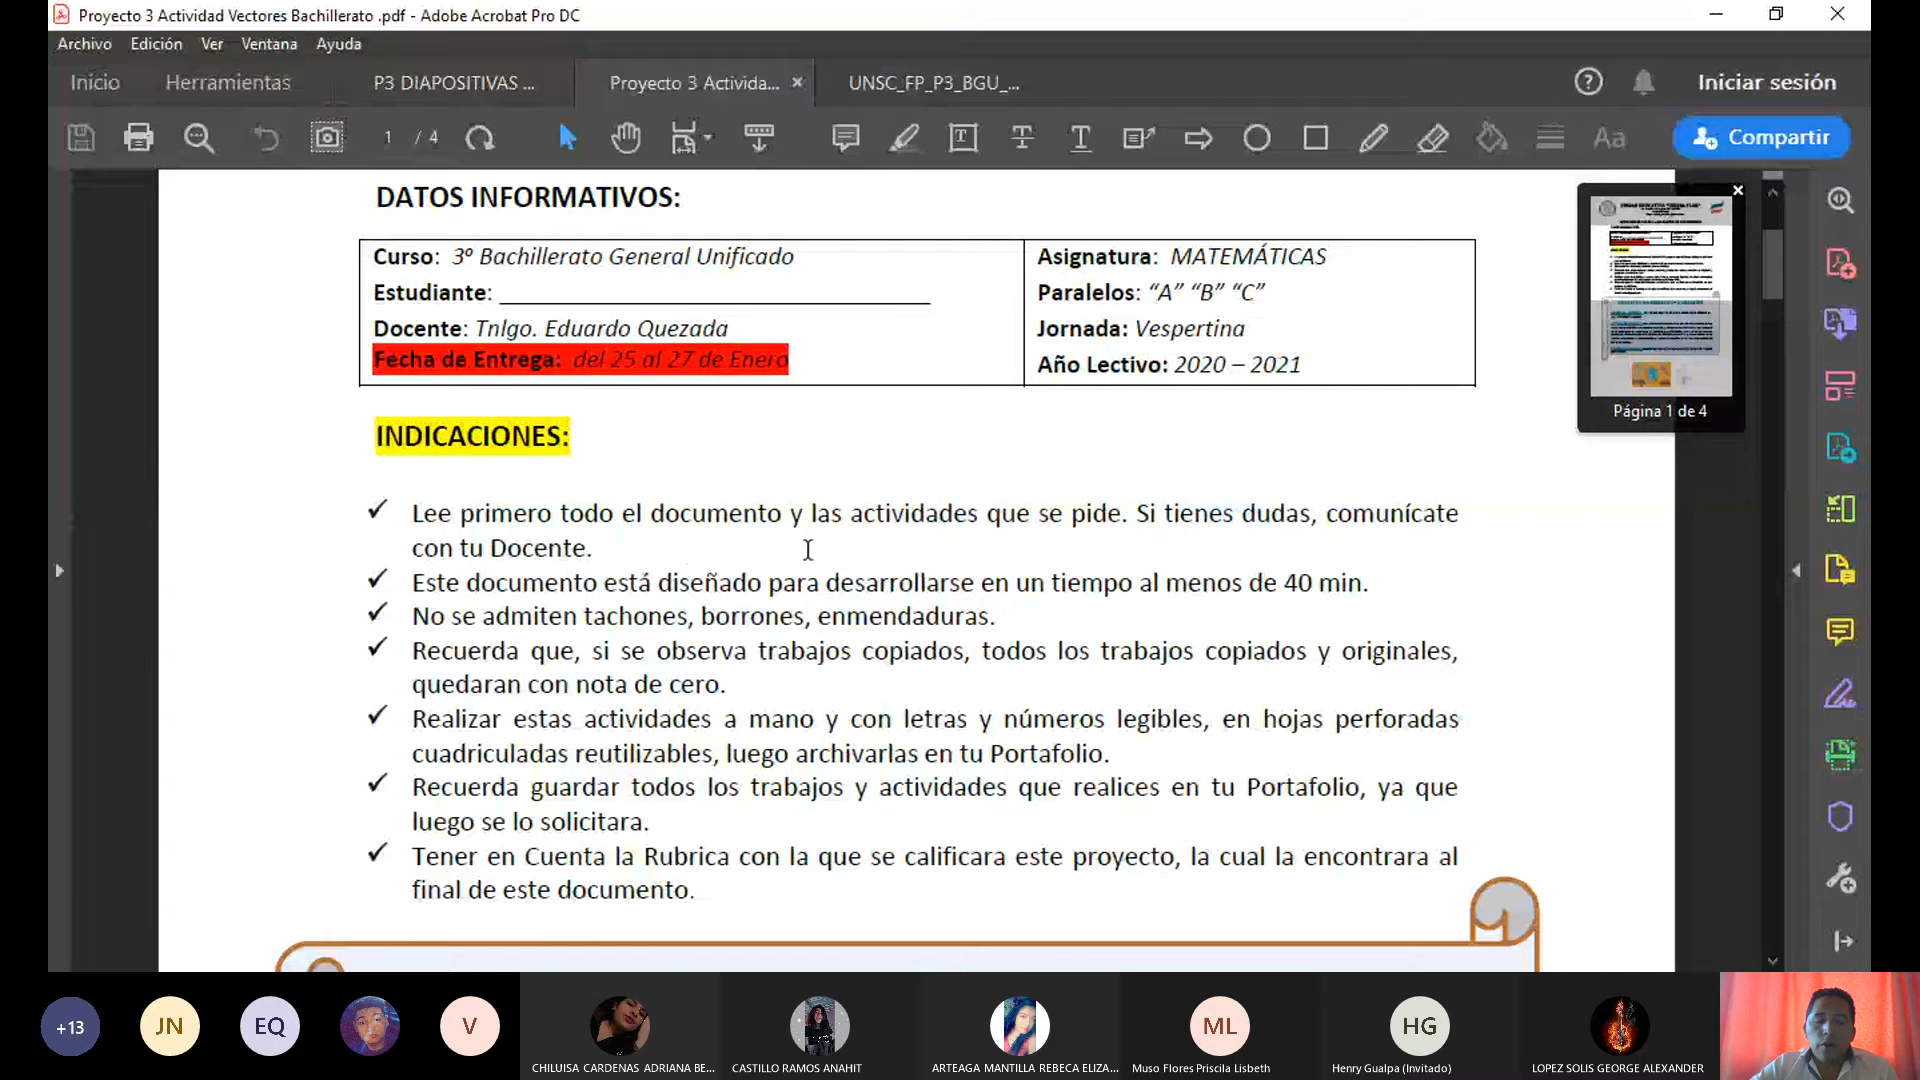 Proyecto 3 Actividad Vectores Bachillerato .pdf - Adobe Acrobat Pro DC
Archivo Edición Ver Ventana Ayuda
Inicio Herramientas P3 DIAPOSITIVAS ... Proyecto 3 Activida... × UNSC_FP_P3_BGU_... Iniciar sesión
1 / 4 Aa Compartir
DATOS INFORMATIVOS:
Curso: 3º Bachillerato General Unificado
Estudiante: ________________________________
Docente: Tnlgo. Eduardo Quezada
Fecha de Entrega: del 25 al 27 de Enero
Asignatura: MATEMÁTICAS
Paralelos: “A” “B” “C”
Jornada: Vespertina
Año Lectivo: 2020 – 2021
Página 1 de 4
INDICACIONES:
✓ Lee primero todo el documento y las actividades que se pide. Si tienes dudas, comunícate
con tu Docente.
✓ Este documento está diseñado para desarrollarse en un tiempo al menos de 40 min.
✓ No se admiten tachones, borrones, enmendaduras.
✓ Recuerda que, si se observa trabajos copiados, todos los trabajos copiados y originales,
quedaran con nota de cero.
✓ Realizar estas actividades a mano y con letras y números legibles, en hojas perforadas
cuadriculadas reutilizables, luego archivarlas en tu Portafolio.
✓ Recuerda guardar todos los trabajos y actividades que realices en tu Portafolio, ya que
luego se lo solicitara.
✓ Tener en Cuenta la Rubrica con la que se calificara este proyecto, la cual la encontrara al
final de este documento.
+13 JN EQ V ML HG
CHILUISA CARDENAS ADRIANA BE... CASTILLO RAMOS ANAHIT ARTEAGA MANTILLA REBECA ELIZA... Muso Flores Priscila Lisbeth Henry Gualpa (Invitado) LOPEZ SOLIS GEORGE ALEXANDER